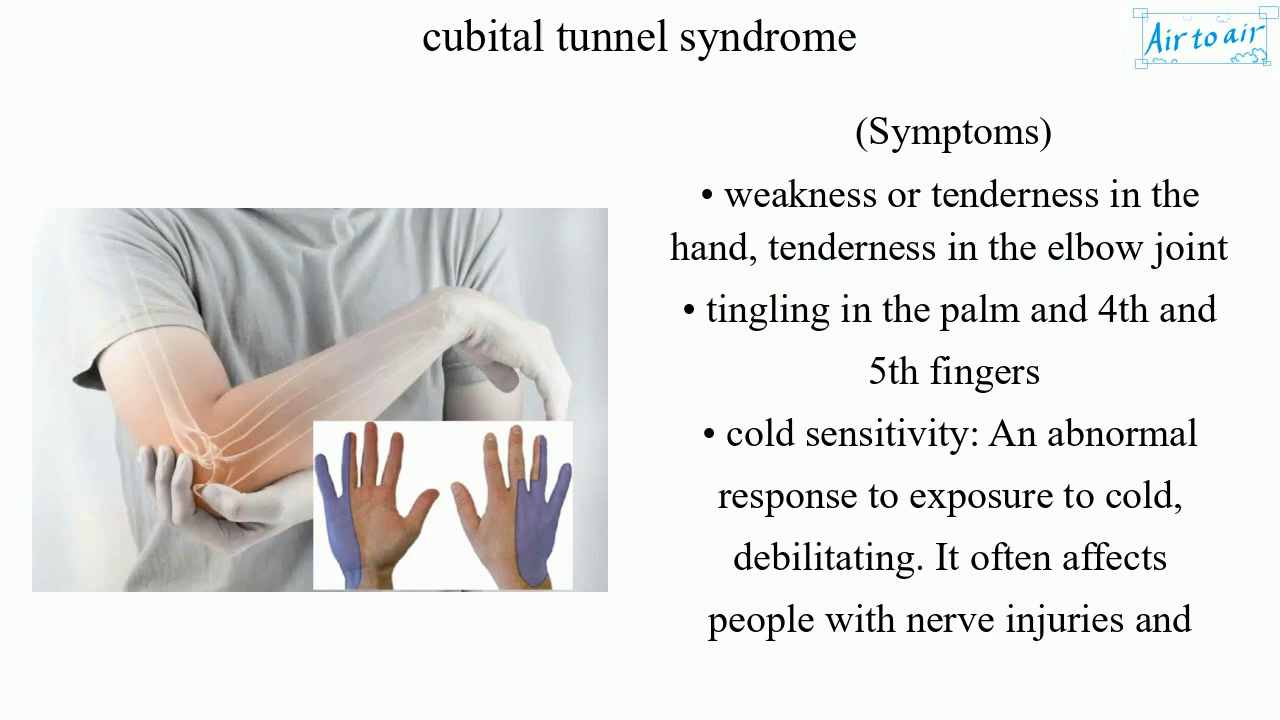 cubital tunnel syndrome
Air to air
(Symptoms)
• weakness or tenderness in the
hand, tenderness in the elbow joint
• tingling in the palm and 4th and
5th fingers
• cold sensitivity: An abnormal
response to exposure to cold,
debilitating. It often affects
people with nerve injuries and